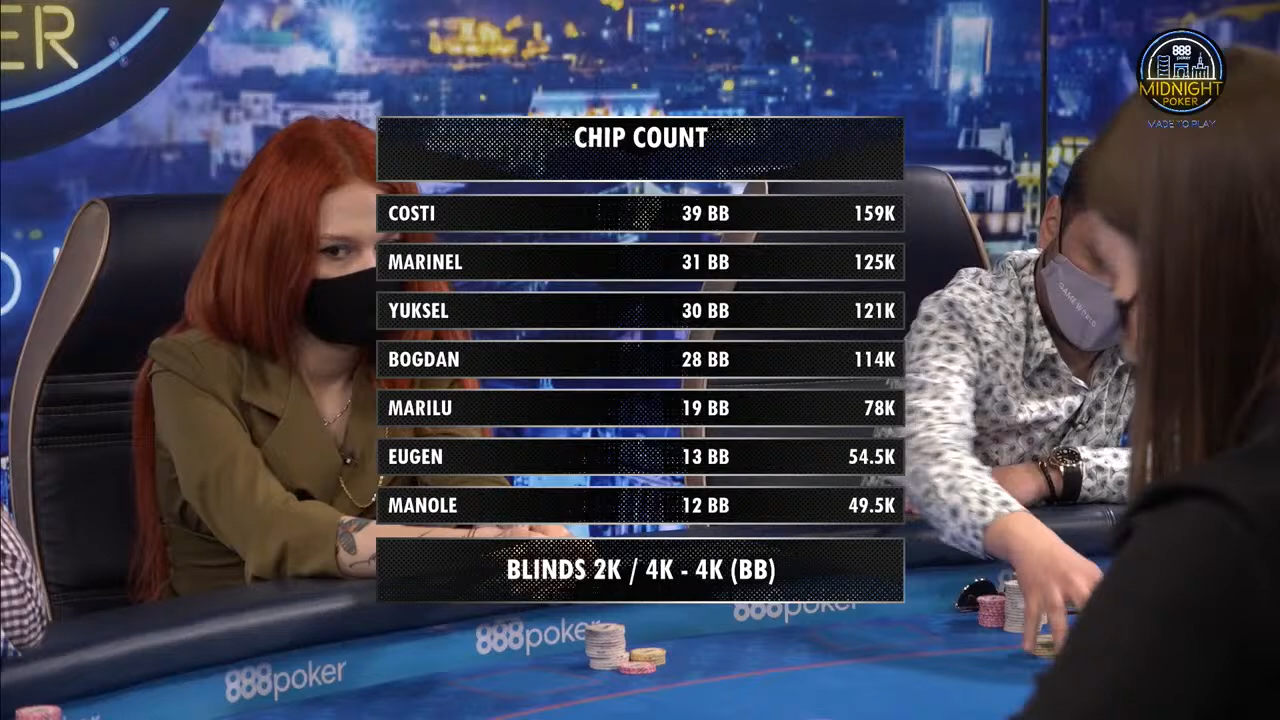 ER
888
poker
MIDNIGHT
POKER
MADE TO PLAY
CHIP COUNT
COSTI 39 BB 159K
MARINEL 31 BB 125K
YUKSEL 30 BB 121K
BOGDAN 28 BB 114K
MARILU 19 BB 78K
EUGEN 13 BB 54.5K
MANOLE 12 BB 49.5K
BLINDS 2K / 4K - 4K (BB)
GAMEWORLD
888poker
888poker
888poker